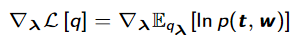 ∇_λ ℒ [q] = ∇_λ 𝔼_{q_λ} [ln p(t, w)]